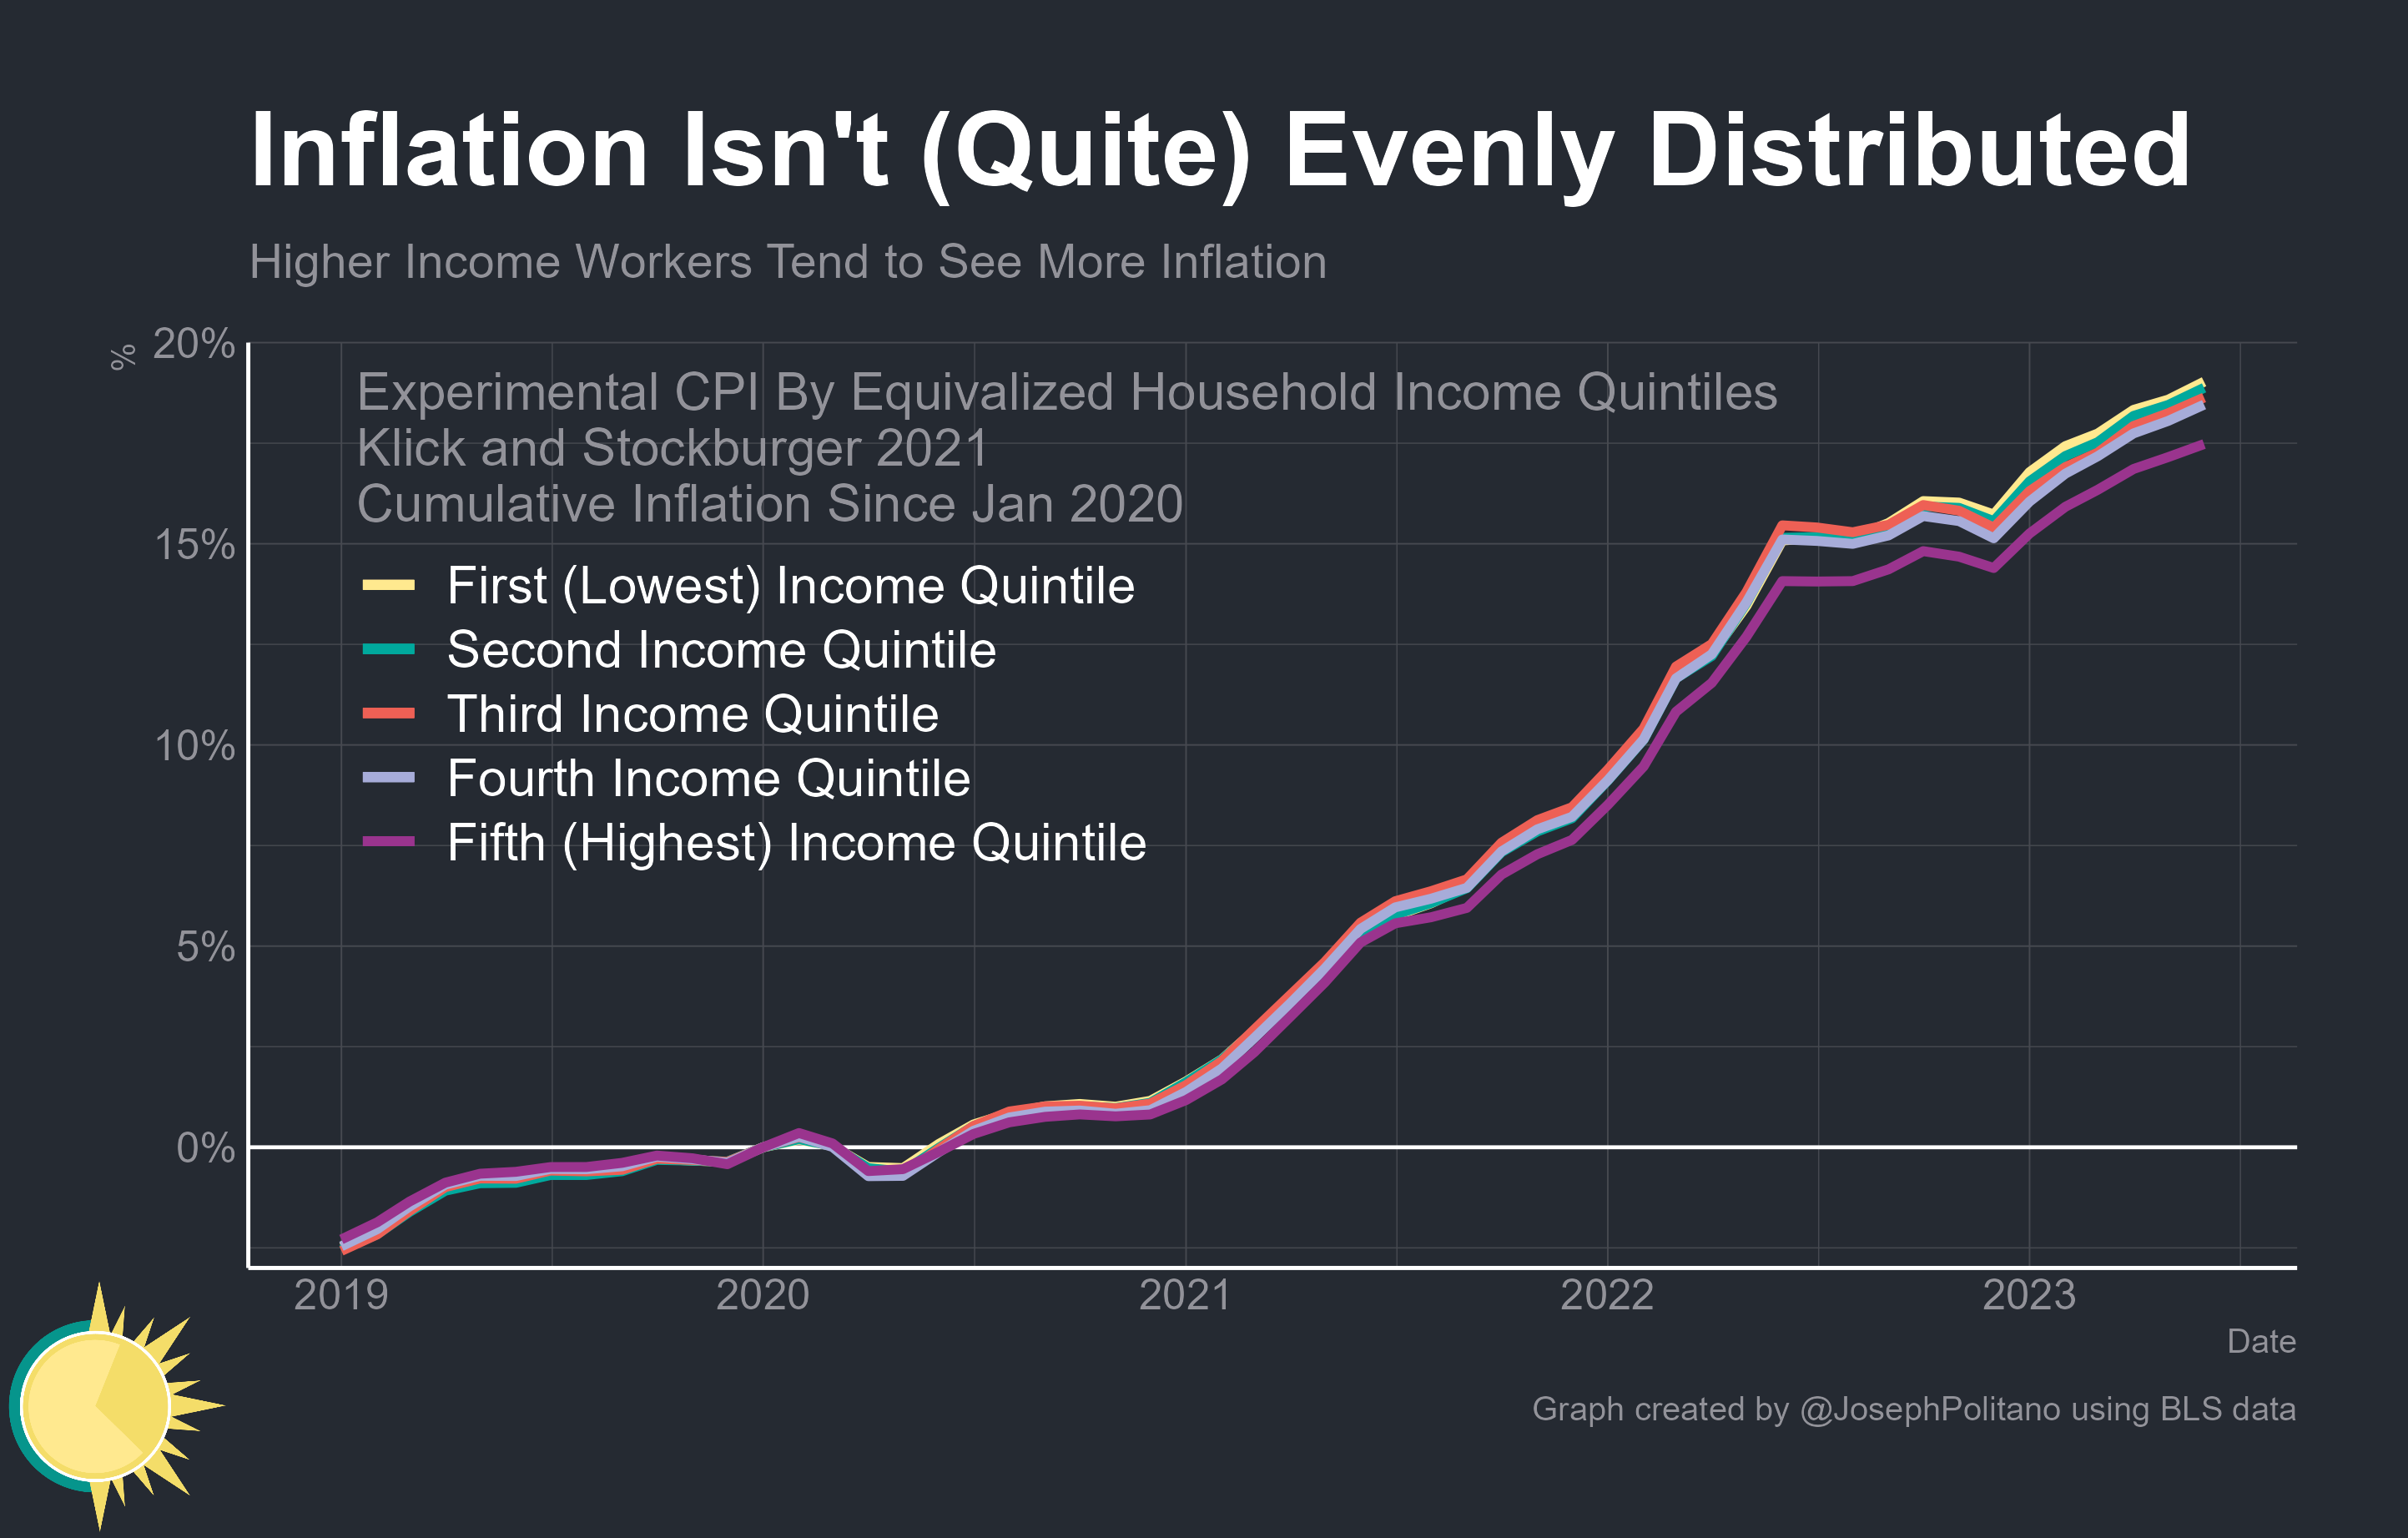 Inflation Isn't (Quite) Evenly Distributed
Higher Income Workers Tend to See More Inflation
%
20%
15%
10%
5%
0%
Experimental CPI By Equivalized Household Income Quintiles
Klick and Stockburger 2021
Cumulative Inflation Since Jan 2020
First (Lowest) Income Quintile
Second Income Quintile
Third Income Quintile
Fourth Income Quintile
Fifth (Highest) Income Quintile
2019 2020 2021 2022 2023
Date
Graph created by @JosephPolitano using BLS data